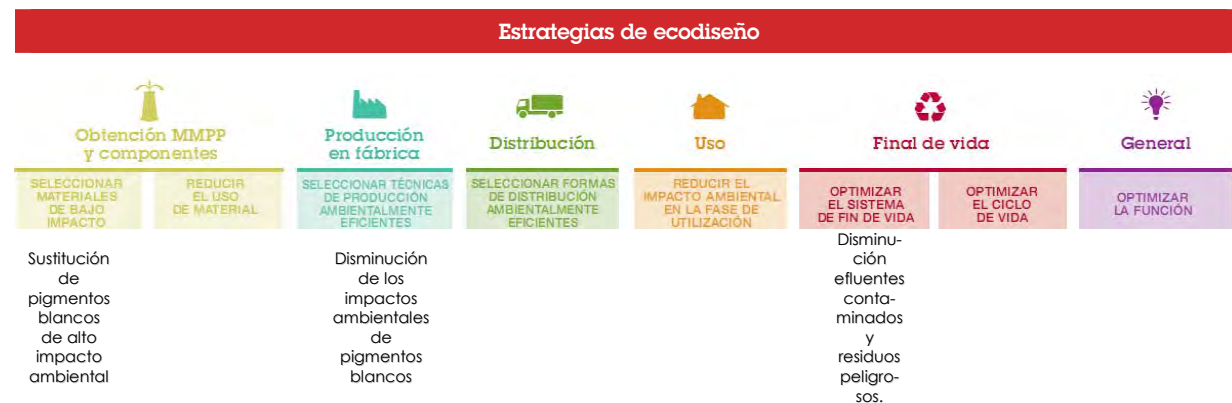 Estrategias de ecodiseño
Obtención MMPP
y componentes
Producción
en fábrica
Distribución
Uso
Final de vida
General
SELECCIONAR
MATERIALES
DE BAJO
IMPACTO
REDUCIR
EL USO
DE MATERIAL
SELECCIONAR TÉCNICAS
DE PRODUCCIÓN
AMBIENTALMENTE
EFICIENTES
SELECCIONAR FORMAS
DE DISTRIBUCIÓN
AMBIENTALMENTE
EFICIENTES
REDUCIR EL
IMPACTO AMBIENTAL
EN LA FASE DE
UTILIZACIÓN
OPTIMIZAR
EL SISTEMA
DE FIN DE VIDA
OPTIMIZAR
EL CICLO
DE VIDA
OPTIMIZAR
LA FUNCIÓN
Sustitución
de
pigmentos
blancos
de alto
impacto
ambiental
Disminución
de los
impactos
ambientales
de
pigmentos
blancos
Disminu-
ción
efluentes
conta-
minados
y
residuos
peligro-
sos.